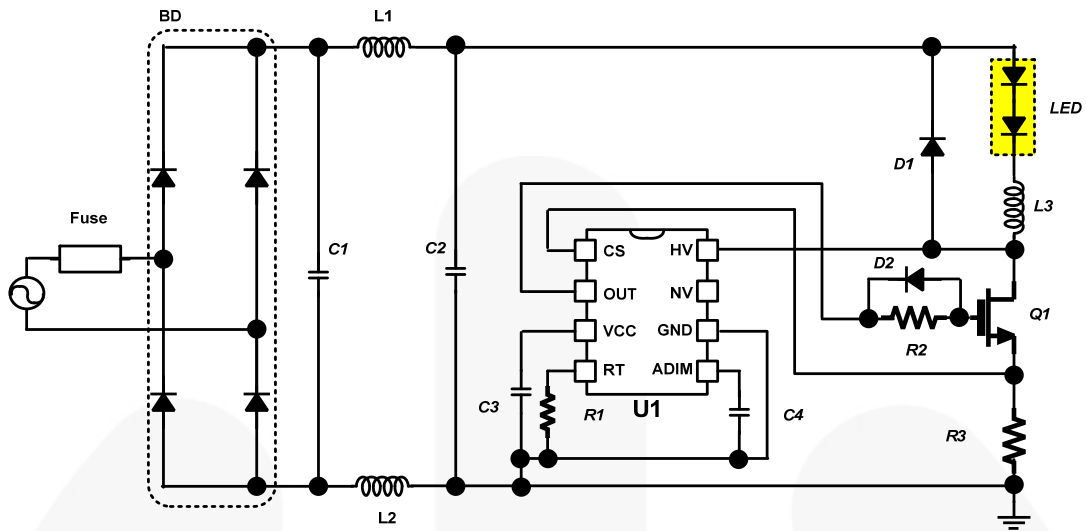 BD
L1
LED
D1
Fuse
L3
C1
C2
CS
HV
D2
OUT
NV
Q1
VCC
GND
R2
RT
ADIM
C3
R1
U1
C4
R3
L2